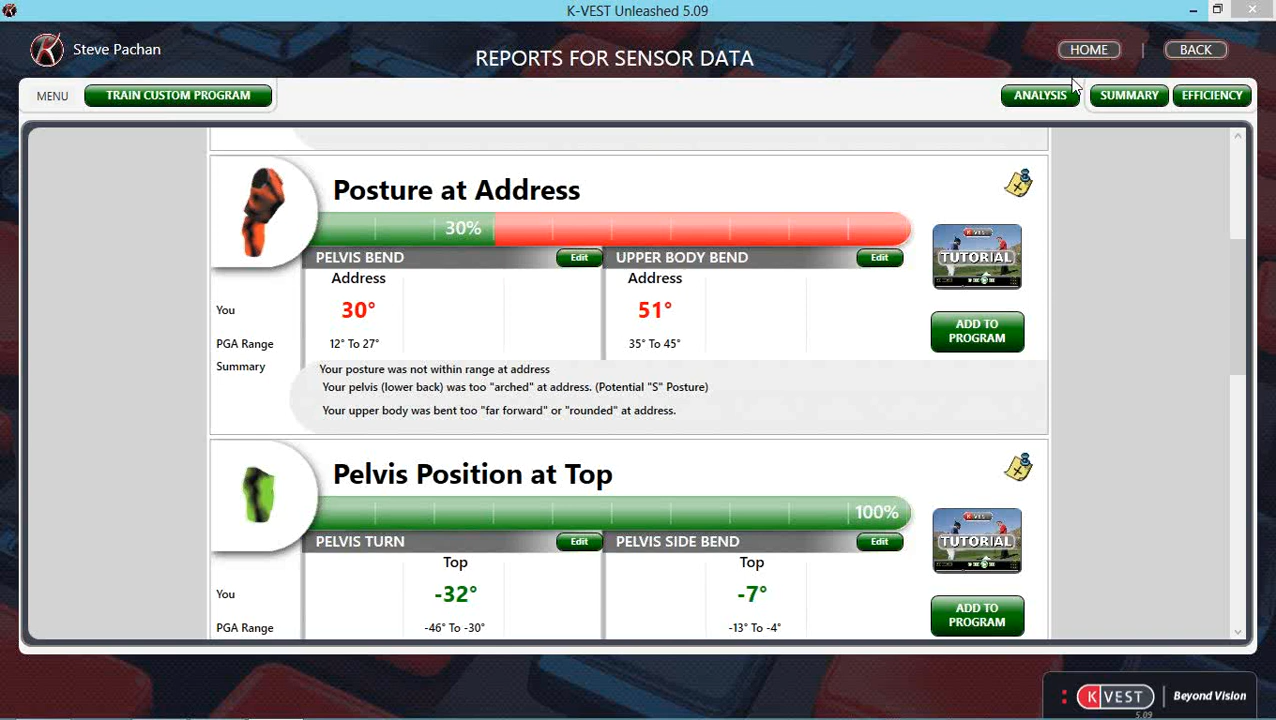 K-VEST Unleashed 5.09
Steve Pachan
REPORTS FOR SENSOR DATA
HOME | BACK
MENU
TRAIN CUSTOM PROGRAM
ANALYSIS
SUMMARY
EFFICIENCY
Posture at Address
30%
PELVIS BEND
Edit
UPPER BODY BEND
Edit
Address
Address
You
30°
51°
PGA Range
12° To 27°
35° To 45°
Summary
Your posture was not within range at address
Your pelvis (lower back) was too "arched" at address. (Potential "S" Posture)
Your upper body was bent too "far forward" or "rounded" at address.
K VEST
TUTORIAL
ADD TO
PROGRAM
Pelvis Position at Top
100%
PELVIS TURN
Edit
PELVIS SIDE BEND
Edit
Top
Top
You
-32°
-7°
PGA Range
-46° To -30°
-13° To -4°
K VEST
TUTORIAL
ADD TO
PROGRAM
K VEST | Beyond Vision
5.09